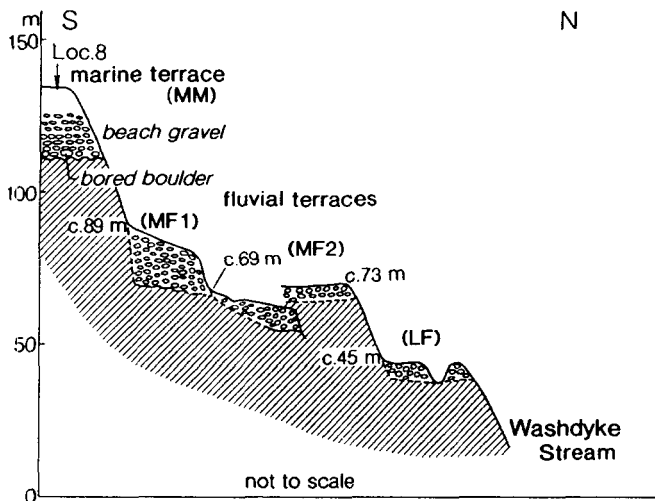 m
S
N
150
Loc.8
marine terrace
(MM)
beach gravel
bored boulder
100
fluvial terraces
c.89 m
(MF1)
c.69 m
(MF2)
c.73 m
50
c.45 m
(LF)
Washdyke
Stream
0
not to scale